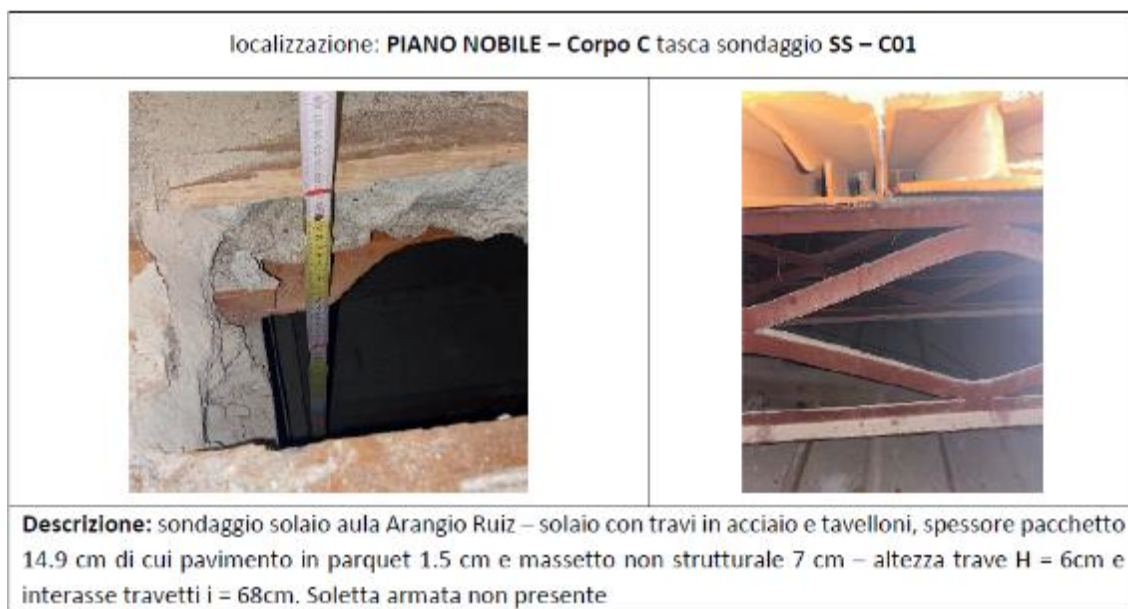 localizzazione: PIANO NOBILE – Corpo C tasca sondaggio SS – C01
Descrizione: sondaggio solaio aula Arangio Ruiz – solaio con travi in acciaio e tavelloni, spessore pacchetto
14.9 cm di cui pavimento in parquet 1.5 cm e massetto non strutturale 7 cm – altezza trave H = 6cm e
interasse travetti i = 68cm. Soletta armata non presente